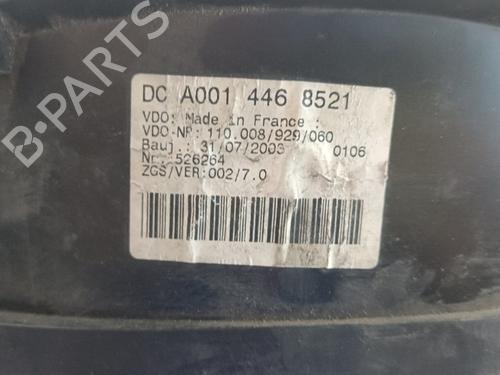 DC A001 446 8521
VDO: Made in France :
VDO-NR: 110.008/929/060
Bauj.: 31/07/2003 0106
Nr.:526264
ZGS/VER:002/7.0
B-PARTS